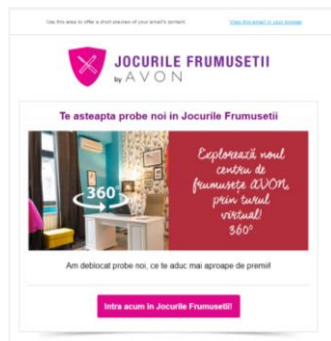 Use this area to offer a short preview of your email's content.
View this email in your browser
JOCURILE FRUMUSETII
by AVON
Te asteapta probe noi in Jocurile Frumusetii
360°
Explorează noul
centru de
frumusete AVON,
prin turul
virtual!
360°
Am deblocat probe noi, ce te aduc mai aproape de premii!
Intra acum in Jocurile Frumusetii!